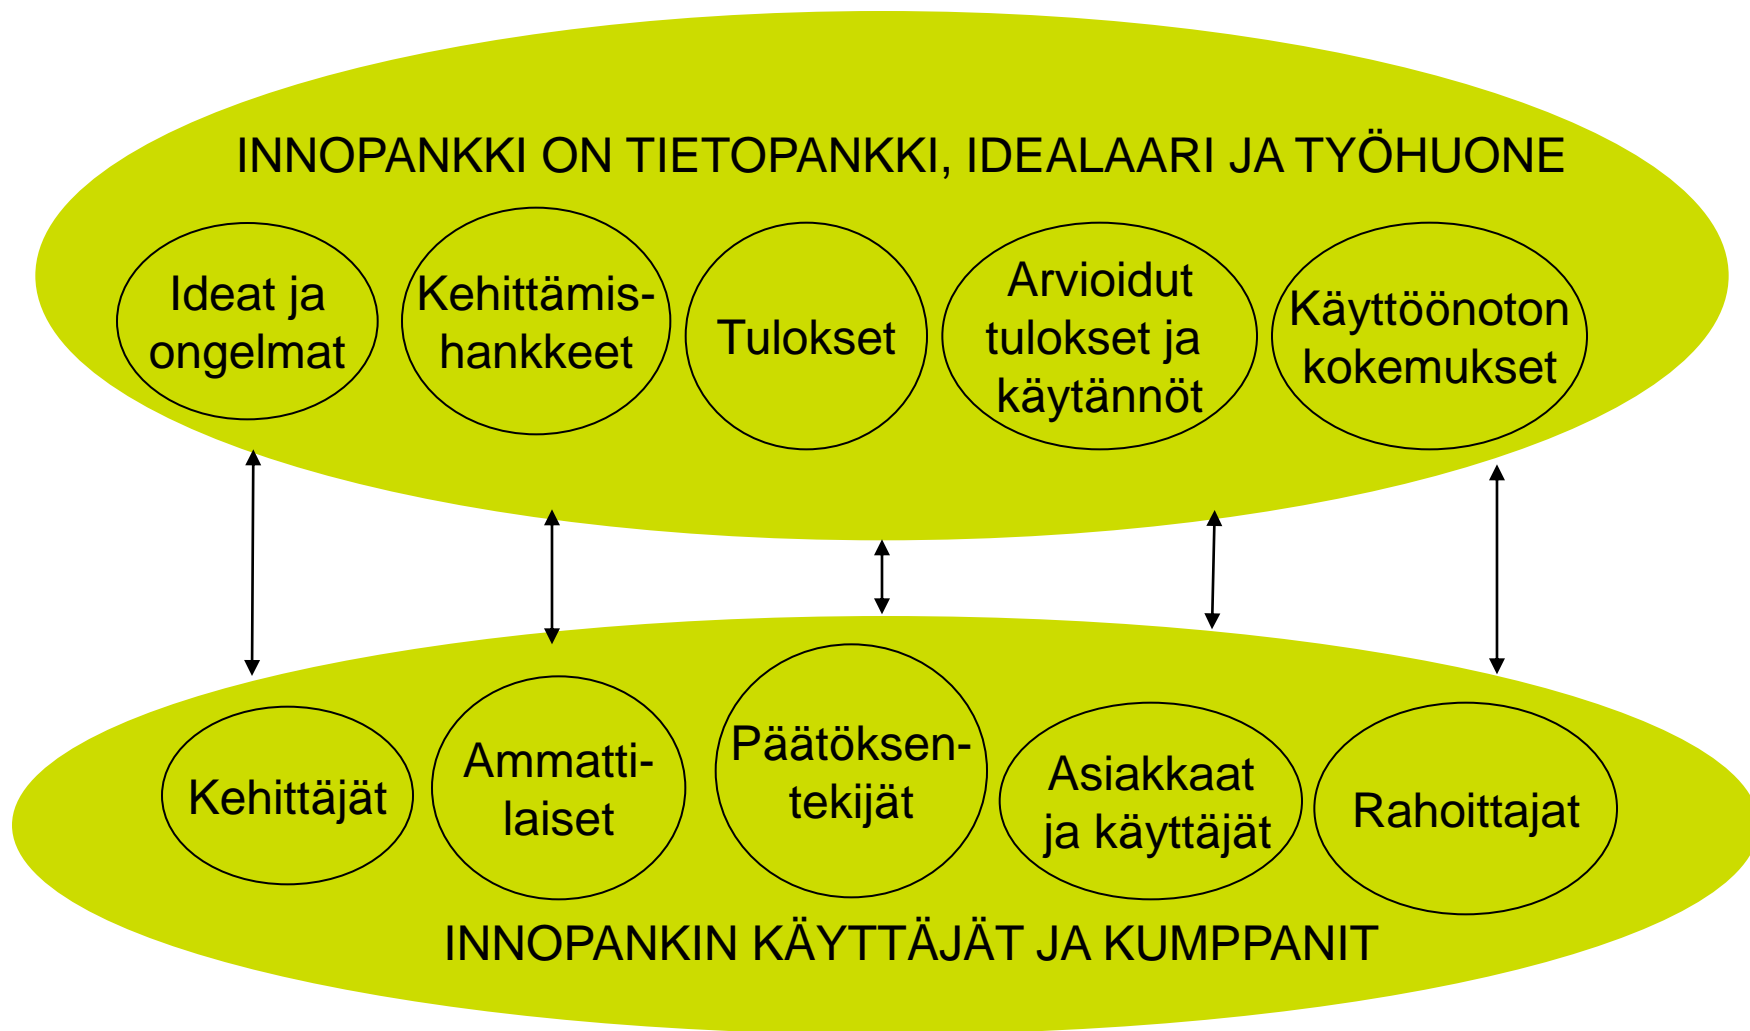 INNOPANKKI ON TIETOPANKKI, IDEALAARI JA TYÖHUONE
Ideat ja
ongelmat
Kehittämis-
hankkeet
Tulokset
Arvioidut
tulokset ja
käytännöt
Käyttöönoton
kokemukset
Kehittäjät
Ammatti-
laiset
Päätöksen-
tekijät
Asiakkaat
ja käyttäjät
Rahoittajat
INNOPANKIN KÄYTTÄJÄT JA KUMPPANIT